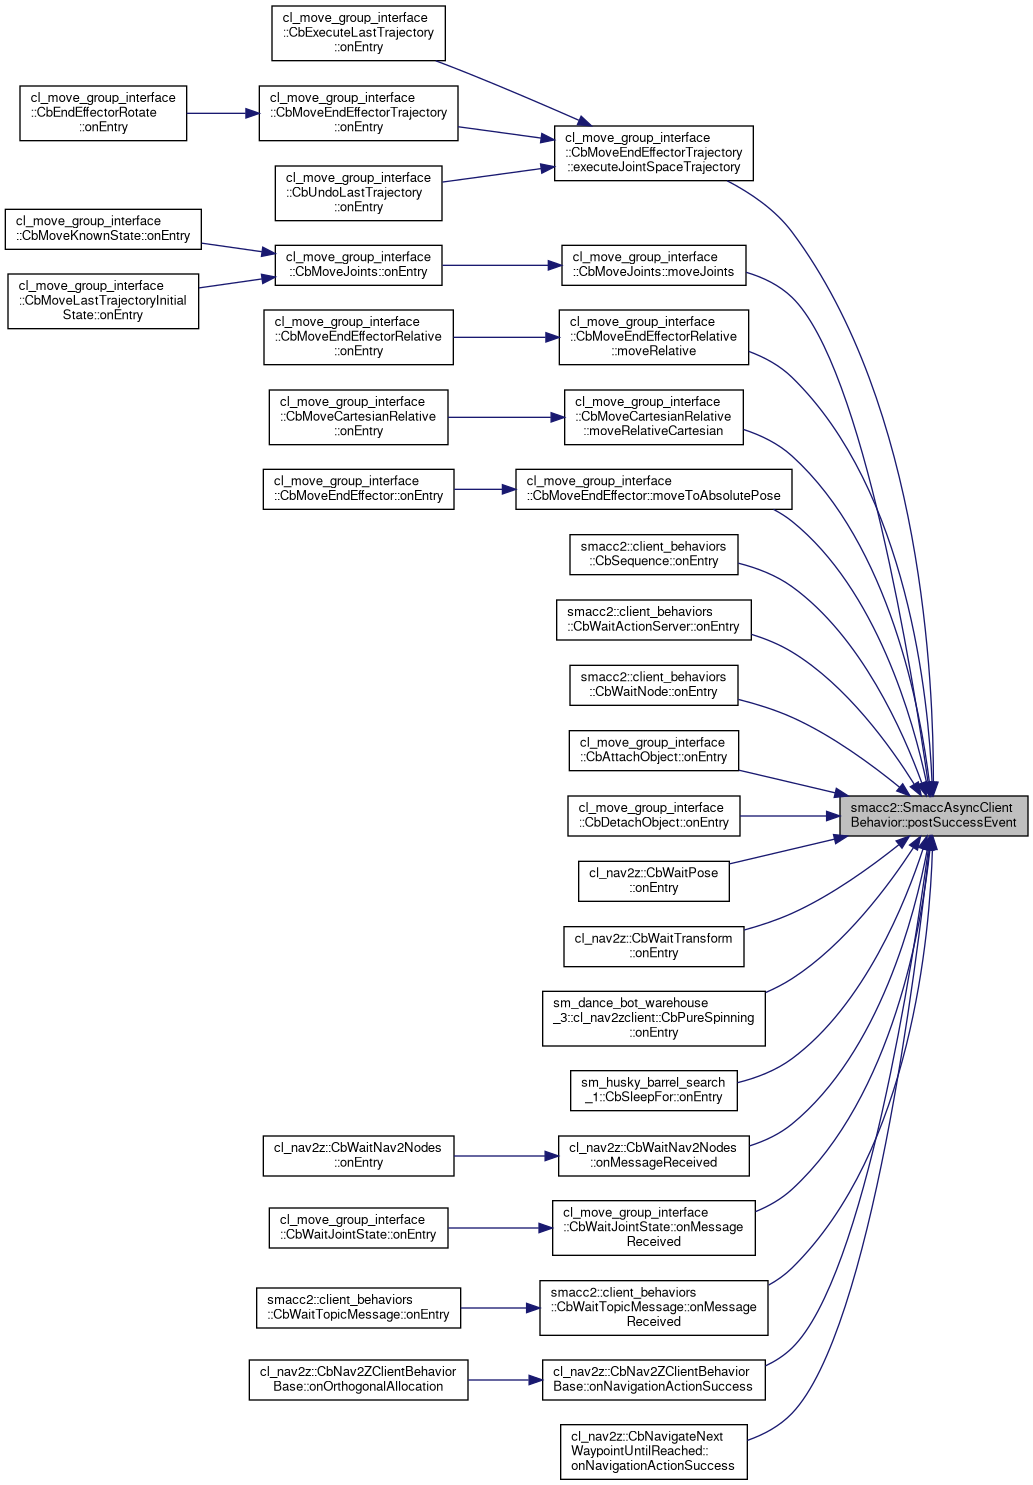 cl_move_group_interface
::CbExecuteLastTrajectory
::onEntry
cl_move_group_interface
::CbEndEffectorRotate
::onEntry
cl_move_group_interface
::CbMoveEndEffectorTrajectory
::onEntry
cl_move_group_interface
::CbMoveEndEffectorTrajectory
::executeJointSpaceTrajectory
cl_move_group_interface
::CbUndoLastTrajectory
::onEntry
cl_move_group_interface
::CbMoveKnownState::onEntry
cl_move_group_interface
::CbMoveJoints::onEntry
cl_move_group_interface
::CbMoveJoints::moveJoints
cl_move_group_interface
::CbMoveLastTrajectoryInitial
State::onEntry
cl_move_group_interface
::CbMoveEndEffectorRelative
::onEntry
cl_move_group_interface
::CbMoveEndEffectorRelative
::moveRelative
cl_move_group_interface
::CbMoveCartesianRelative
::onEntry
cl_move_group_interface
::CbMoveCartesianRelative
::moveRelativeCartesian
cl_move_group_interface
::CbMoveEndEffector::onEntry
cl_move_group_interface
::CbMoveEndEffector::moveToAbsolutePose
smacc2::client_behaviors
::CbSequence::onEntry
smacc2::client_behaviors
::CbWaitActionServer::onEntry
smacc2::client_behaviors
::CbWaitNode::onEntry
cl_move_group_interface
::CbAttachObject::onEntry
smacc2::SmaccAsyncClient
Behavior::postSuccessEvent
cl_move_group_interface
::CbDetachObject::onEntry
cl_nav2z::CbWaitPose
::onEntry
cl_nav2z::CbWaitTransform
::onEntry
sm_dance_bot_warehouse
_3::cl_nav2zclient::CbPureSpinning
::onEntry
sm_husky_barrel_search
_1::CbSleepFor::onEntry
cl_nav2z::CbWaitNav2Nodes
::onEntry
cl_nav2z::CbWaitNav2Nodes
::onMessageReceived
cl_move_group_interface
::CbWaitJointState::onEntry
cl_move_group_interface
::CbWaitJointState::onMessage
Received
smacc2::client_behaviors
::CbWaitTopicMessage::onEntry
smacc2::client_behaviors
::CbWaitTopicMessage::onMessage
Received
cl_nav2z::CbNav2ZClientBehavior
Base::onOrthogonalAllocation
cl_nav2z::CbNav2ZClientBehavior
Base::onNavigationActionSuccess
cl_nav2z::CbNavigateNext
WaypointUntilReached::
onNavigationActionSuccess